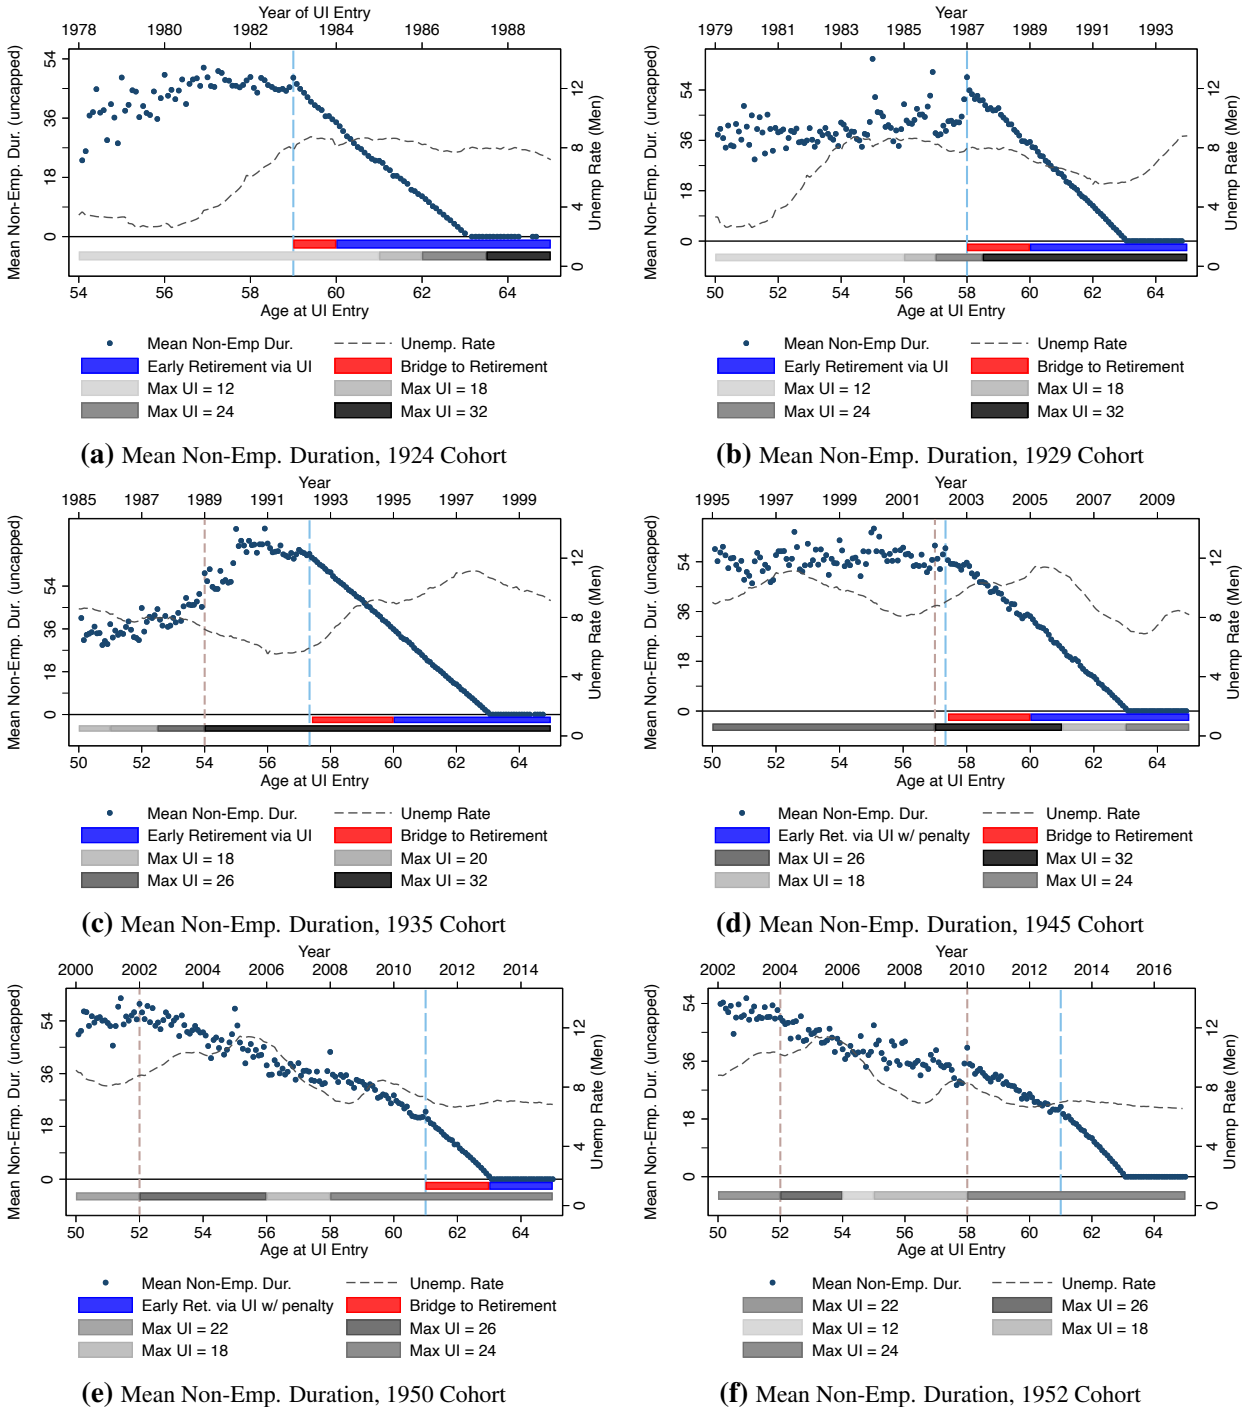 Year of UI Entry
1978 1980 1982 1984 1986 1988
Mean Non-Emp. Dur. (uncapped)
54
36
18
0
12
8
4
0
Unemp Rate (Men)
54 56 58 60 62 64
Age at UI Entry
Mean Non-Emp Dur. Unemp. Rate
Early Retirement via UI Bridge to Retirement
Max UI = 12 Max UI = 18
Max UI = 24 Max UI = 32
(a) Mean Non-Emp. Duration, 1924 Cohort
Year
1979 1981 1983 1985 1987 1989 1991 1993
Mean Non-Emp. Dur. (uncapped)
54
36
18
0
12
8
4
0
Unemp Rate (Men)
50 52 54 56 58 60 62 64
Age at UI Entry
Mean Non-Emp. Dur. Unemp. Rate
Early Retirement via UI Bridge to Retirement
Max UI = 12 Max UI = 18
Max UI = 24 Max UI = 32
(b) Mean Non-Emp. Duration, 1929 Cohort
Year
1985 1987 1989 1991 1993 1995 1997 1999
Mean Non-Emp. Dur. (uncapped)
54
36
18
0
12
8
4
0
Unemp Rate (Men)
50 52 54 56 58 60 62 64
Age at UI Entry
Mean Non-Emp. Dur. Unemp. Rate
Early Retirement via UI Bridge to Retirement
Max UI = 18 Max UI = 20
Max UI = 26 Max UI = 32
(c) Mean Non-Emp. Duration, 1935 Cohort
Year
1995 1997 1999 2001 2003 2005 2007 2009
Mean Non-Emp. Dur. (uncapped)
54
36
18
0
12
8
4
0
Unemp Rate (Men)
50 52 54 56 58 60 62 64
Age at UI Entry
Mean Non-Emp. Dur. Unemp. Rate
Early Ret. via UI w/ penalty Bridge to Retirement
Max UI = 26 Max UI = 32
Max UI = 18 Max UI = 24
(d) Mean Non-Emp. Duration, 1945 Cohort
Year
2000 2002 2004 2006 2008 2010 2012 2014
Mean Non-Emp. Dur. (uncapped)
54
36
18
0
12
8
4
0
Unemp Rate (Men)
50 52 54 56 58 60 62 64
Age at UI Entry
Mean Non-Emp. Dur. Unemp. Rate
Early Ret. via UI w/ penalty Bridge to Retirement
Max UI = 22 Max UI = 26
Max UI = 18 Max UI = 24
(e) Mean Non-Emp. Duration, 1950 Cohort
Year
2002 2004 2006 2008 2010 2012 2014 2016
Mean Non-Emp. Dur. (uncapped)
54
36
18
0
12
8
4
0
Unemp Rate (Men)
50 52 54 56 58 60 62 64
Age at UI Entry
Mean Non-Emp. Dur. Unemp. Rate
Max UI = 22 Max UI = 26
Max UI = 12 Max UI = 18
Max UI = 24
(f) Mean Non-Emp. Duration, 1952 Cohort